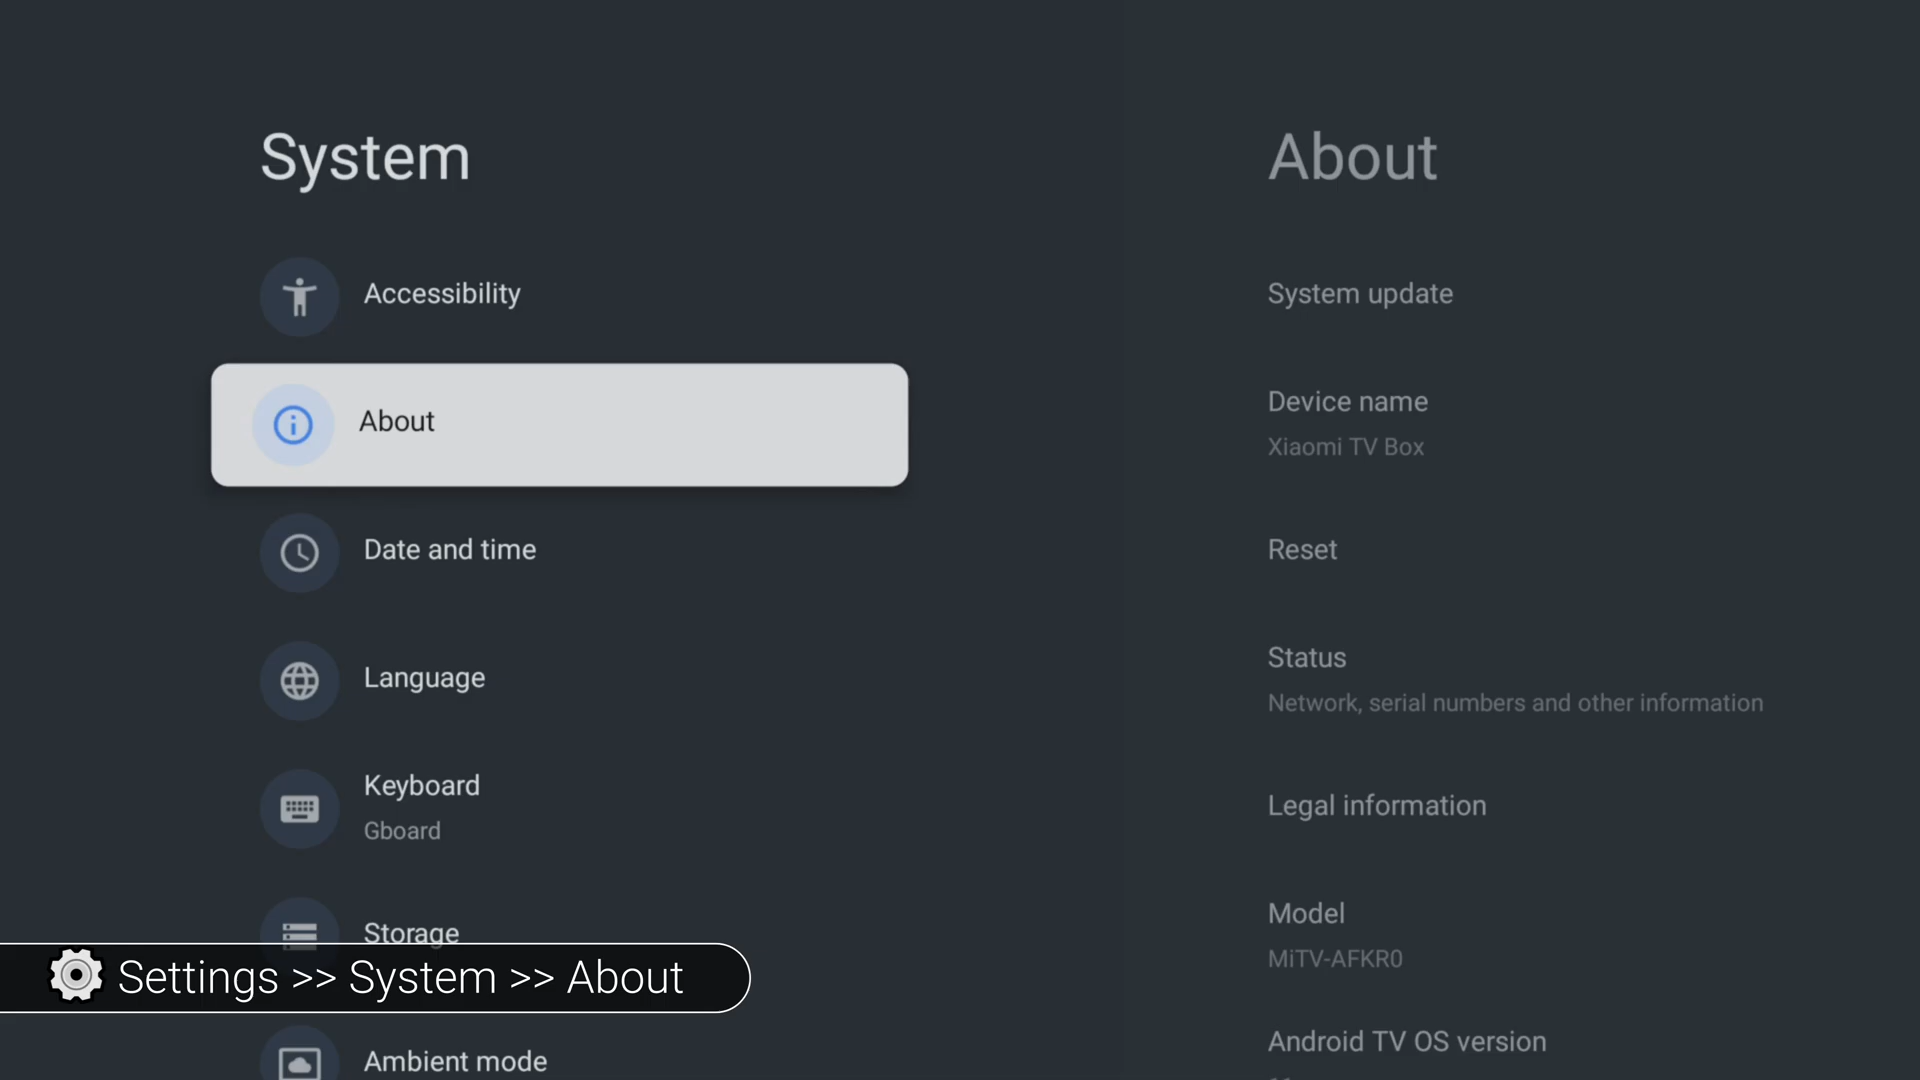 System
Accessibility
About
Date and time
Language
Keyboard
Gboard
Storage
Ambient mode
Settings >> System >> About
About
System update
Device name
Xiaomi TV Box
Reset
Status
Network, serial numbers and other information
Legal information
Model
MiTV-AFKR0
Android TV OS version